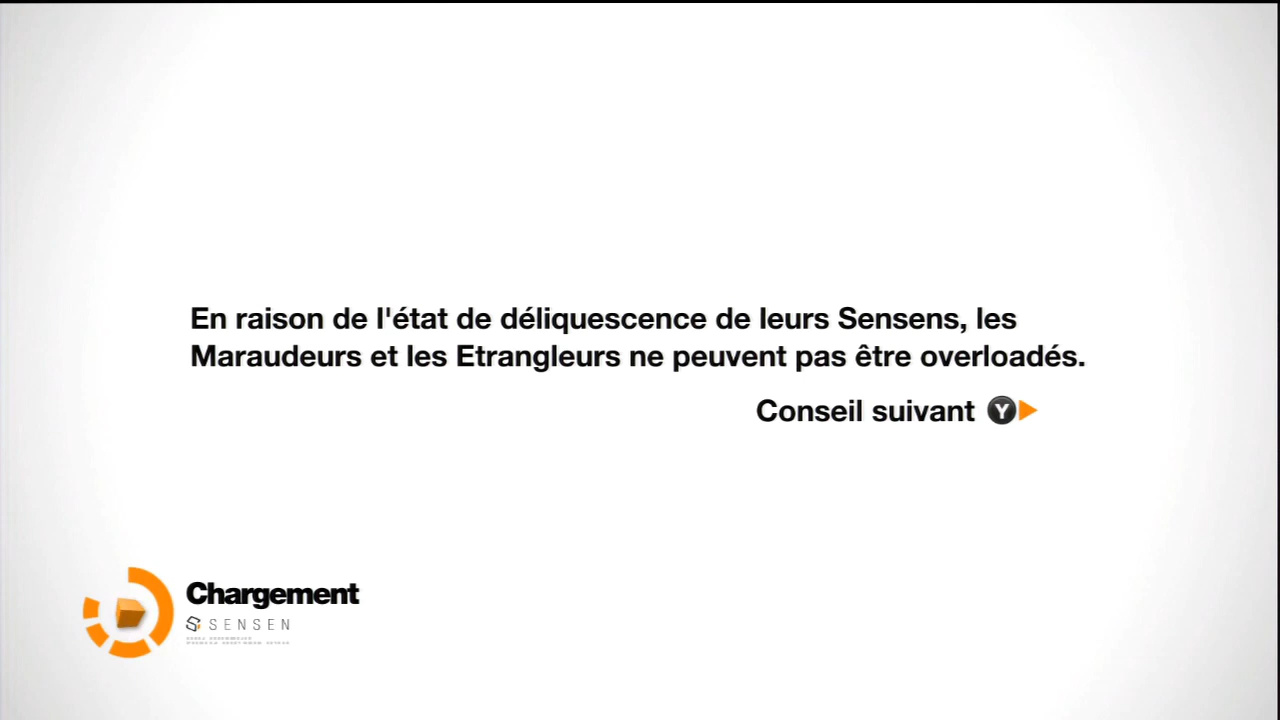 En raison de l'état de déliquescence de leurs Sensens, les
Maraudeurs et les Etrangleurs ne peuvent pas être overloadés.
Conseil suivant Y
Chargement
SENSEN